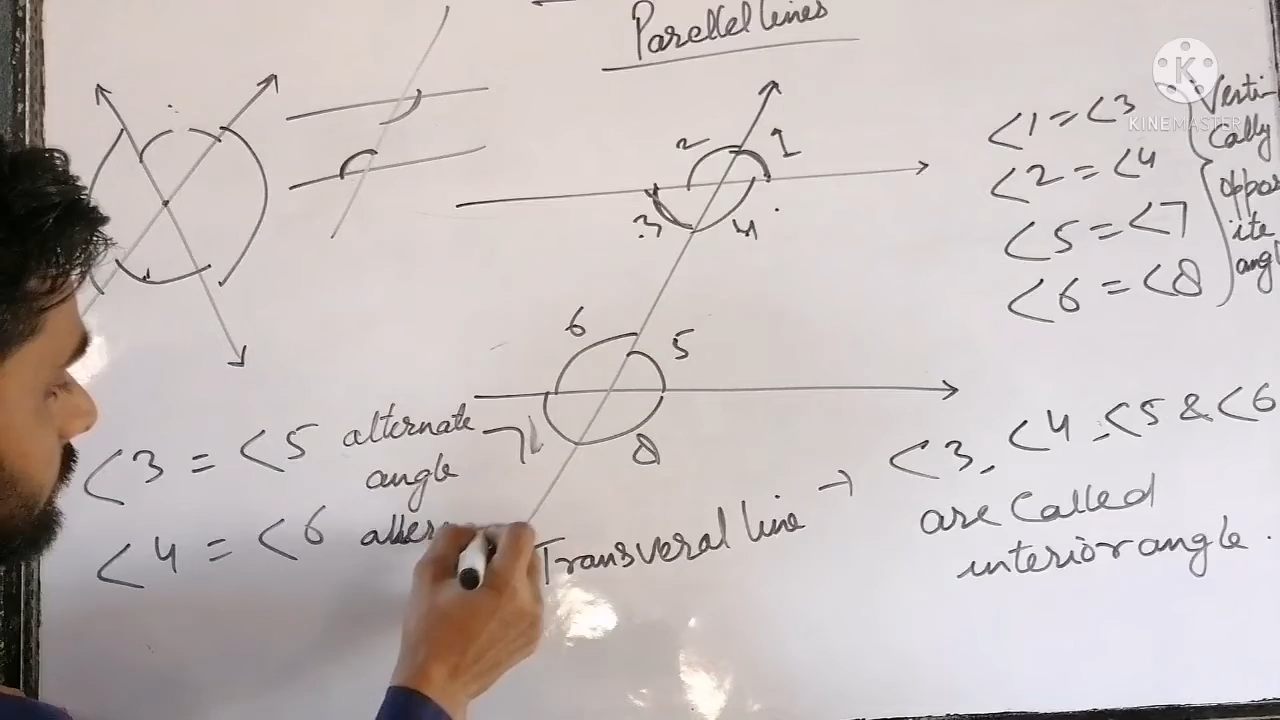 Parellel lines
2
1
3
4
6
5
7
8
<1 = <3
<2 = <4
<5 = <7
<6 = <8
Verti-
cally
oppos
ite
angl
KINEMASTER
<3 = <5 alternate
angle
<4 = <6 alter
Transveral line →
<3, <4, <5 & <6
are called
interior angle.